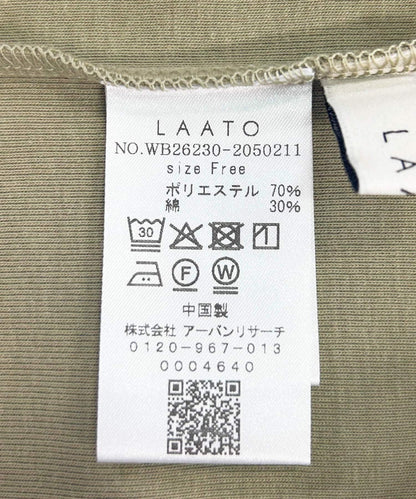 LAATO
NO.WB26230-2050211
size Free
ポリエステル 70%
綿 30%
30
F W
中国製
株式会社 アーバンリサーチ
0120-967-013
0004640
LA